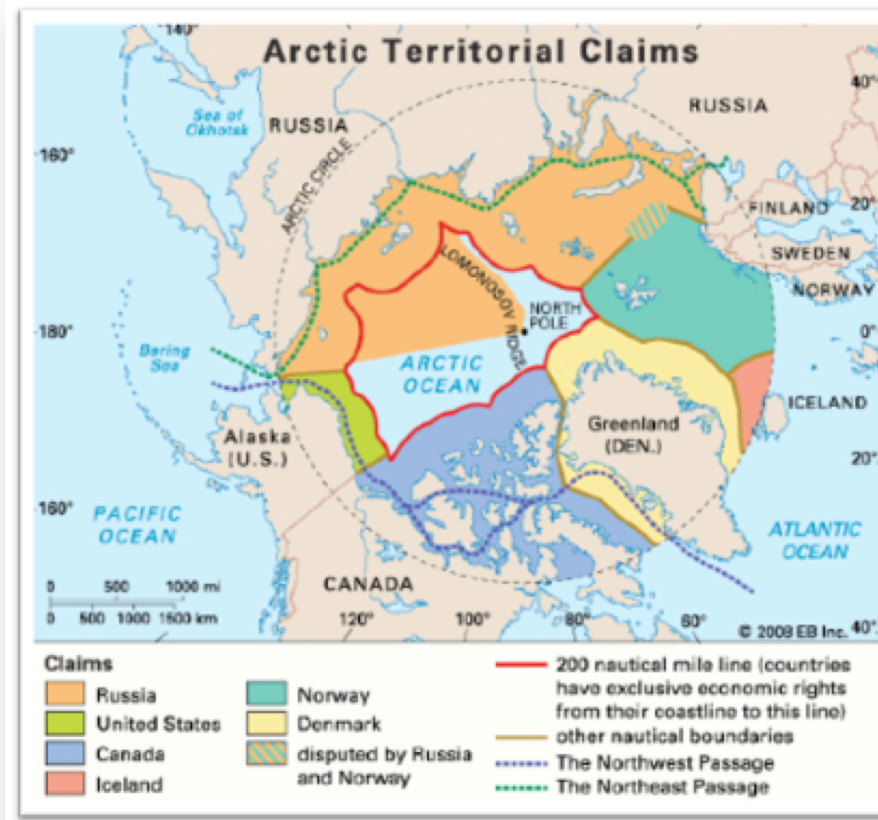 140°
Arctic Territorial Claims
40°
Sea of
Okhotsk
RUSSIA
RUSSIA
160°
ARCTIC CIRCLE
20°
FINLAND
SWEDEN
LOMONOSOV RIDGE
NORWAY
NORTH
POLE
180°
0°
Bering
Sea
ARCTIC
OCEAN
ICELAND
Greenland
(DEN.)
Alaska
(U.S.)
20°
160°
PACIFIC
OCEAN
ATLANTIC
OCEAN
CANADA
0 500 1000 mi
0 500 1000 1500 km
120°
100°
80°
60°
© 2008 EB Inc.
40°
Claims
Russia
United States
Canada
Iceland
Norway
Denmark
disputed by Russia
and Norway
200 nautical mile line (countries
have exclusive economic rights
from their coastline to this line)
other nautical boundaries
The Northwest Passage
The Northeast Passage